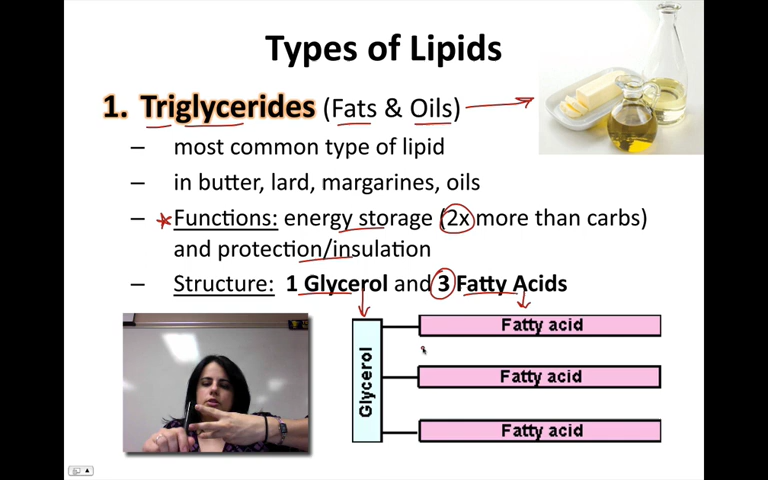 Types of Lipids
1. Triglycerides (Fats & Oils)
– most common type of lipid
– in butter, lard, margarines, oils
– Functions: energy storage (2x more than carbs)
and protection/insulation
– Structure: 1 Glycerol and 3 Fatty Acids
Glycerol
Fatty acid
Fatty acid
Fatty acid